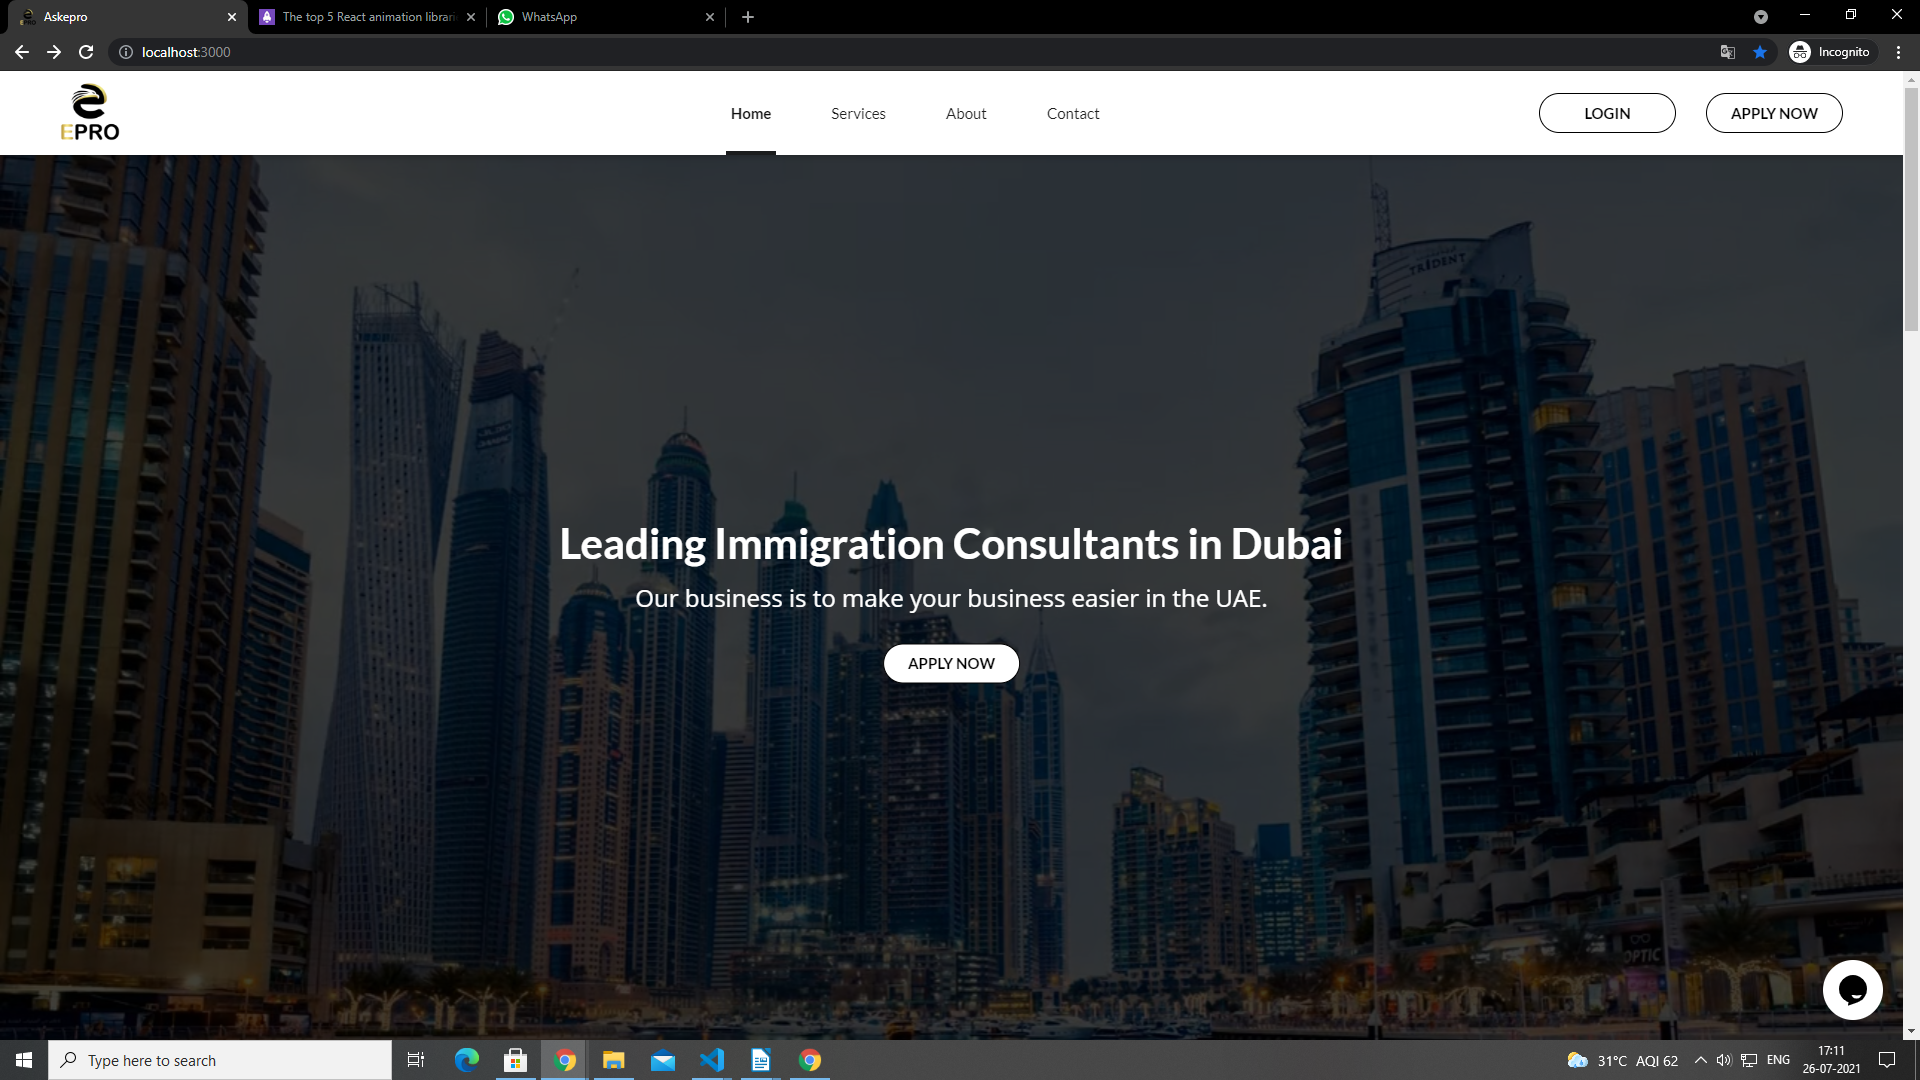 Askepro
The top 5 React animation librari
WhatsApp
localhost:3000
Incognito
EPRO
Home
Services
About
Contact
LOGIN
APPLY NOW
TRIDENT
Leading Immigration Consultants in Dubai
Our business is to make your business easier in the UAE.
APPLY NOW
OPTIC
Type here to search
31°C AQI 62
ENG
17:11
26-07-2021